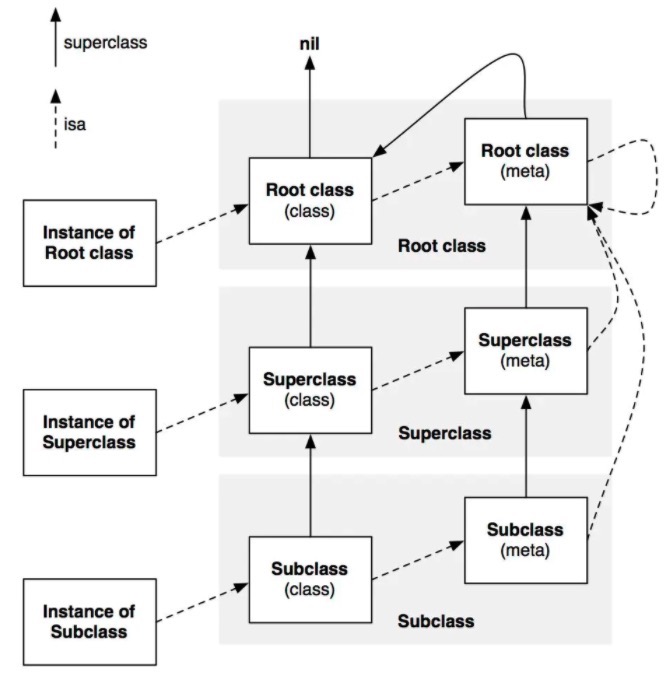 superclass
isa
nil
Root class
(class)
Root class
(meta)
Root class
Instance of
Root class
Superclass
(class)
Superclass
(meta)
Superclass
Instance of
Superclass
Subclass
(class)
Subclass
(meta)
Subclass
Instance of
Subclass